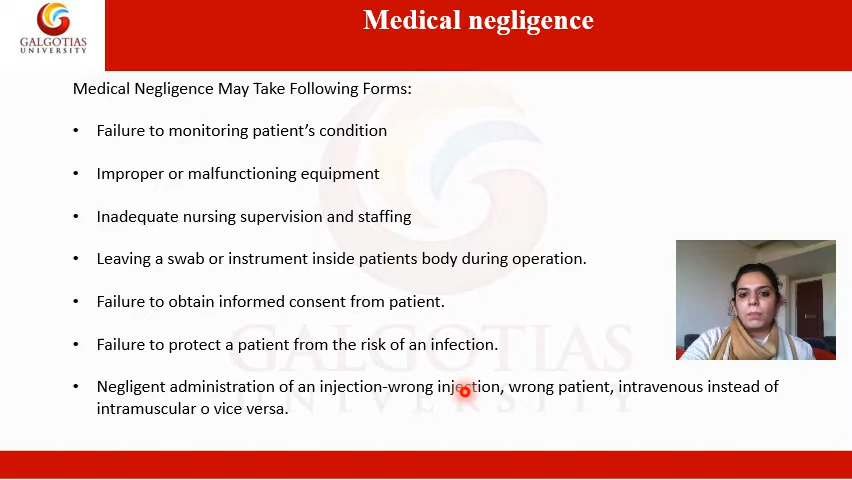 GALGOTIAS
UNIVERSITY
Medical negligence
Medical Negligence May Take Following Forms:
• Failure to monitoring patient's condition
• Improper or malfunctioning equipment
• Inadequate nursing supervision and staffing
• Leaving a swab or instrument inside patients body during operation.
• Failure to obtain informed consent from patient.
• Failure to protect a patient from the risk of an infection.
• Negligent administration of an injection-wrong injection, wrong patient, intravenous instead of
intramuscular o vice versa.
GALGOTIAS
UNIVERSITY